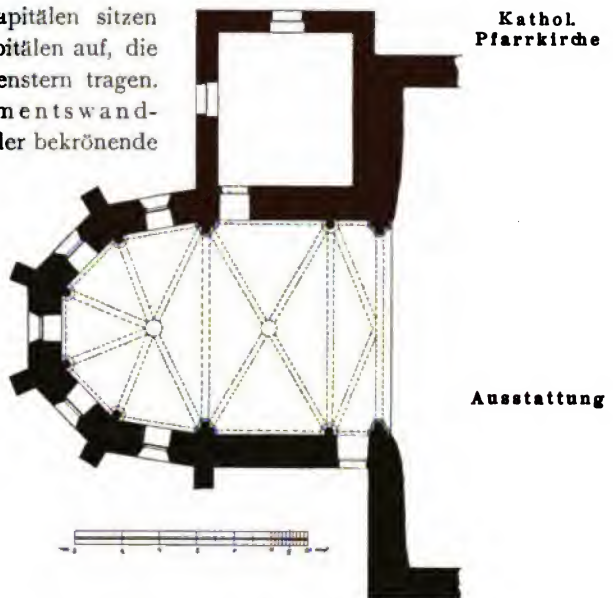 apitälen sitzen
pitälen auf, die
enstern tragen.
mentswand-
ler bekrönende
Kathol.
Pfarrkirche
Ausstattung